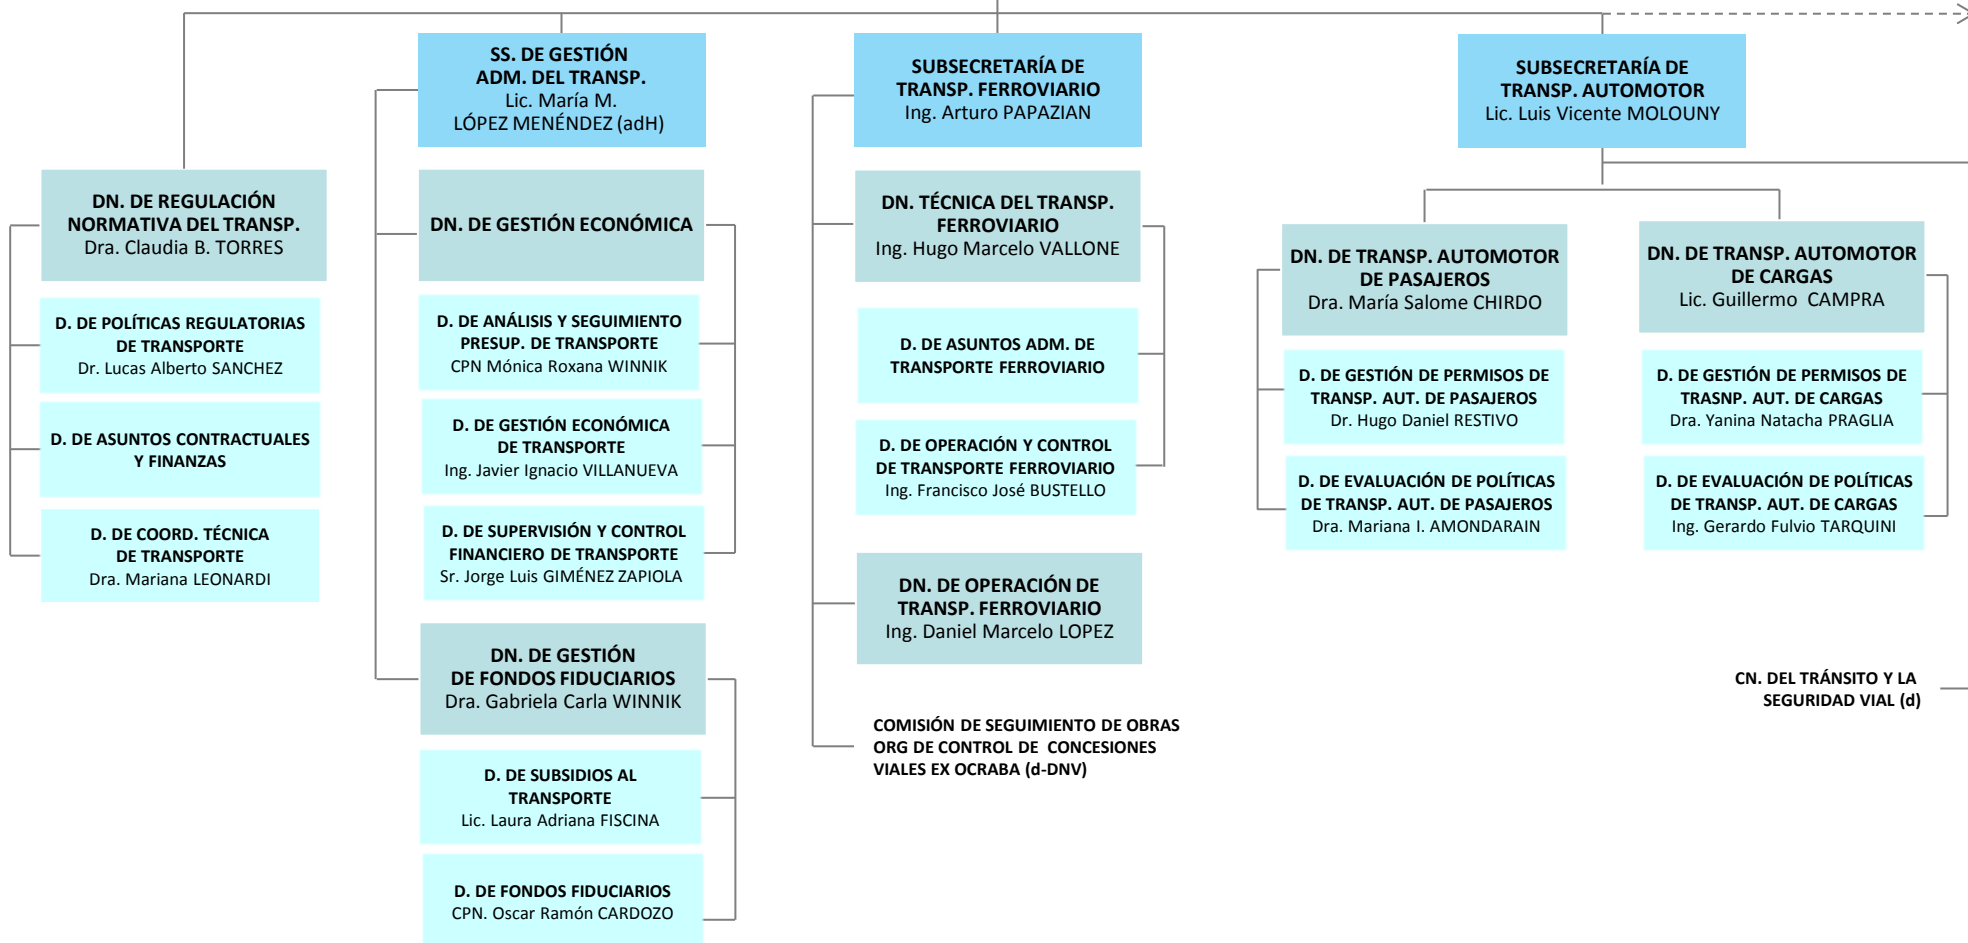 SS. DE GESTIÓN
ADM. DEL TRANSP.
Lic. María M.
LÓPEZ MENÉNDEZ (adH)
SUBSECRETARÍA DE
TRANSP. FERROVIARIO
Ing. Arturo PAPAZIAN
SUBSECRETARÍA DE
TRANSP. AUTOMOTOR
Lic. Luis Vicente MOLOUNY
DN. DE REGULACIÓN
NORMATIVA DEL TRANSP.
Dra. Claudia B. TORRES
D. DE POLÍTICAS REGULATORIAS
DE TRANSPORTE
Dr. Lucas Alberto SANCHEZ
D. DE ASUNTOS CONTRACTUALES
Y FINANZAS
D. DE COORD. TÉCNICA
DE TRANSPORTE
Dra. Mariana LEONARDI
DN. DE GESTIÓN ECONÓMICA
D. DE ANÁLISIS Y SEGUIMIENTO
PRESUP. DE TRANSPORTE
CPN Mónica Roxana WINNIK
D. DE GESTIÓN ECONÓMICA
DE TRANSPORTE
Ing. Javier Ignacio VILLANUEVA
D. DE SUPERVISIÓN Y CONTROL
FINANCIERO DE TRANSPORTE
Sr. Jorge Luis GIMÉNEZ ZAPIOLA
DN. DE GESTIÓN
DE FONDOS FIDUCIARIOS
Dra. Gabriela Carla WINNIK
D. DE SUBSIDIOS AL
TRANSPORTE
Lic. Laura Adriana FISCINA
D. DE FONDOS FIDUCIARIOS
CPN. Oscar Ramón CARDOZO
DN. TÉCNICA DEL TRANSP.
FERROVIARIO
Ing. Hugo Marcelo VALLONE
D. DE ASUNTOS ADM. DE
TRANSPORTE FERROVIARIO
D. DE OPERACIÓN Y CONTROL
DE TRANSPORTE FERROVIARIO
Ing. Francisco José BUSTELLO
DN. DE OPERACIÓN DE
TRANSP. FERROVIARIO
Ing. Daniel Marcelo LOPEZ
COMISIÓN DE SEGUIMIENTO DE OBRAS
ORG DE CONTROL DE CONCESIONES
VIALES EX OCRABA (d-DNV)
DN. DE TRANSP. AUTOMOTOR
DE PASAJEROS
Dra. María Salome CHIRDO
D. DE GESTIÓN DE PERMISOS DE
TRANSP. AUT. DE PASAJEROS
Dr. Hugo Daniel RESTIVO
D. DE EVALUACIÓN DE POLÍTICAS
DE TRANSP. AUT. DE PASAJEROS
Dra. Mariana I. AMONDARAIN
DN. DE TRANSP. AUTOMOTOR
DE CARGAS
Lic. Guillermo CAMPRA
D. DE GESTIÓN DE PERMISOS DE
TRASNP. AUT. DE CARGAS
Dra. Yanina Natacha PRAGLIA
D. DE EVALUACIÓN DE POLÍTICAS
DE TRANSP. AUT. DE CARGAS
Ing. Gerardo Fulvio TARQUINI
CN. DEL TRÁNSITO Y LA
SEGURIDAD VIAL (d)